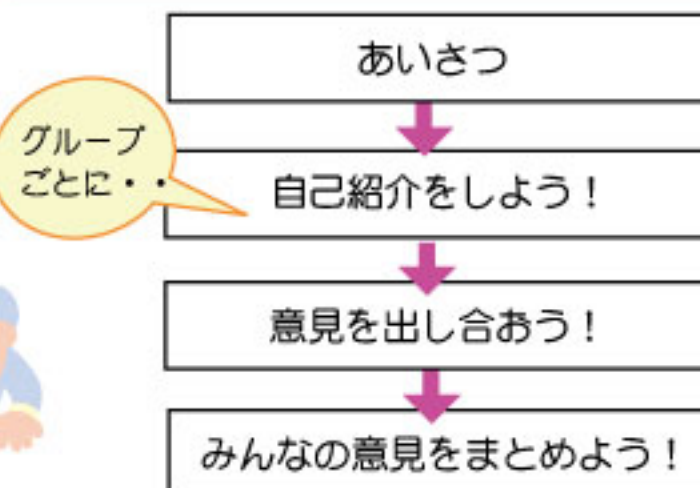 あいさつ
グループ
ごとに・・
自己紹介をしよう！
意見を出し合おう！
みんなの意見をまとめよう！